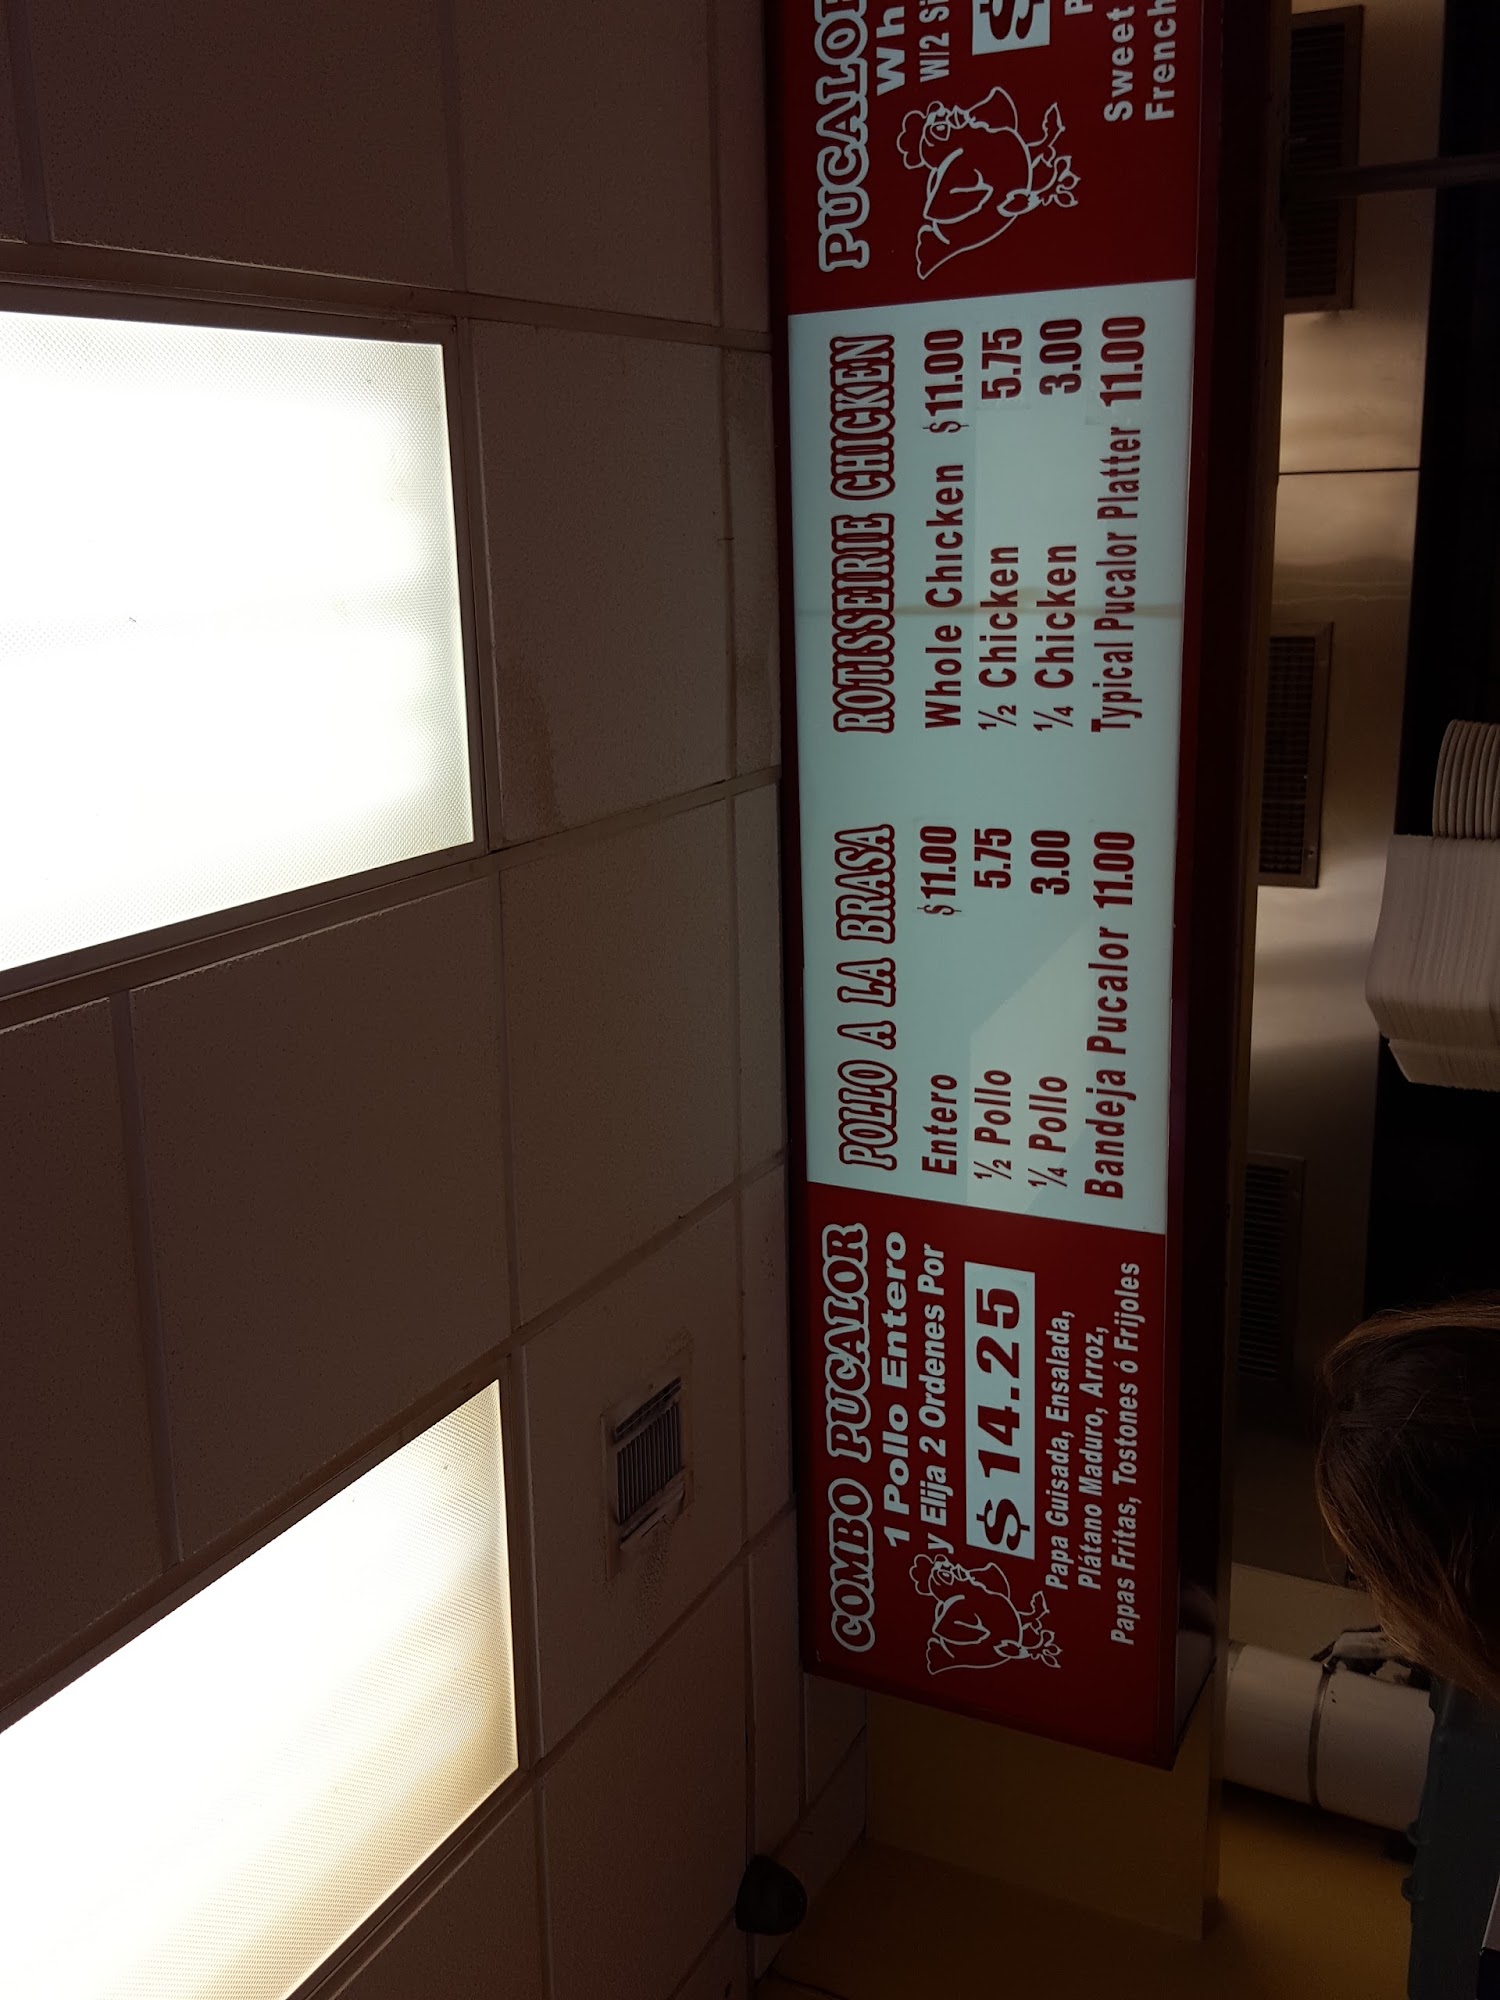 COMBO PUCALOR
1 Pollo Entero
y Elija 2 Ordenes Por
$ 14.25
Papa Guisada, Ensalada,
Plátano Maduro, Arroz,
Papas Fritas, Tostones ó Frijoles
POLLO A LA BRASA
Entero $11.00
½ Pollo 5.75
¼ Pollo 3.00
Bandeja Pucalor 11.00
ROTISSEIRIE CHICKEN
Whole Chicken $11.00
½ Chicken 5.75
¼ Chicken 3.00
Typical Pucalor Platter 11.00
PUCALO
Wh
W/2 Si
$
P
Sweet
French